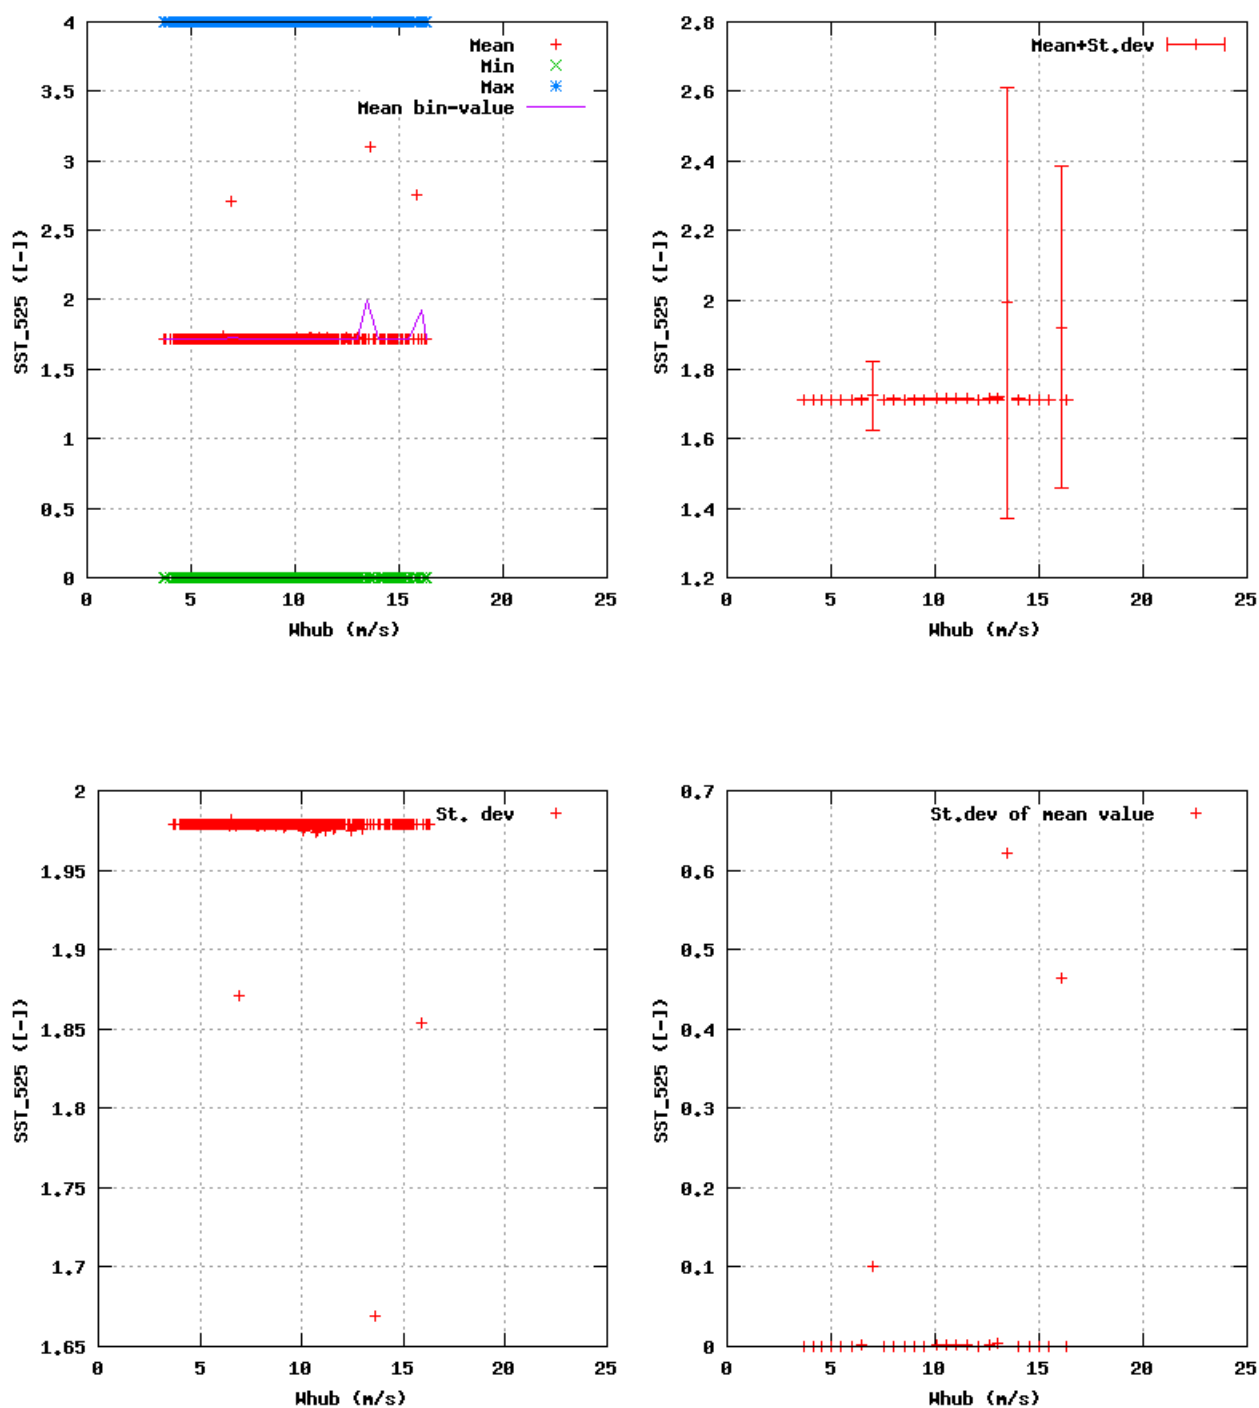 4
3.5
3
2.5
2
1.5
1
0.5
0
SST_525 ([-])
Mean
Min
Max
Mean bin-value
0 5 10 15 20 25
Whub (m/s)
2.8
2.6
2.4
2.2
2
1.8
1.6
1.4
1.2
SST_525 ([-])
Mean+St.dev
0 5 10 15 20 25
Whub (m/s)
2
1.95
1.9
1.85
1.8
1.75
1.7
1.65
SST_525 ([-])
St. dev
0 5 10 15 20 25
Whub (m/s)
0.7
0.6
0.5
0.4
0.3
0.2
0.1
0
SST_525 ([-])
St.dev of mean value
0 5 10 15 20 25
Whub (m/s)